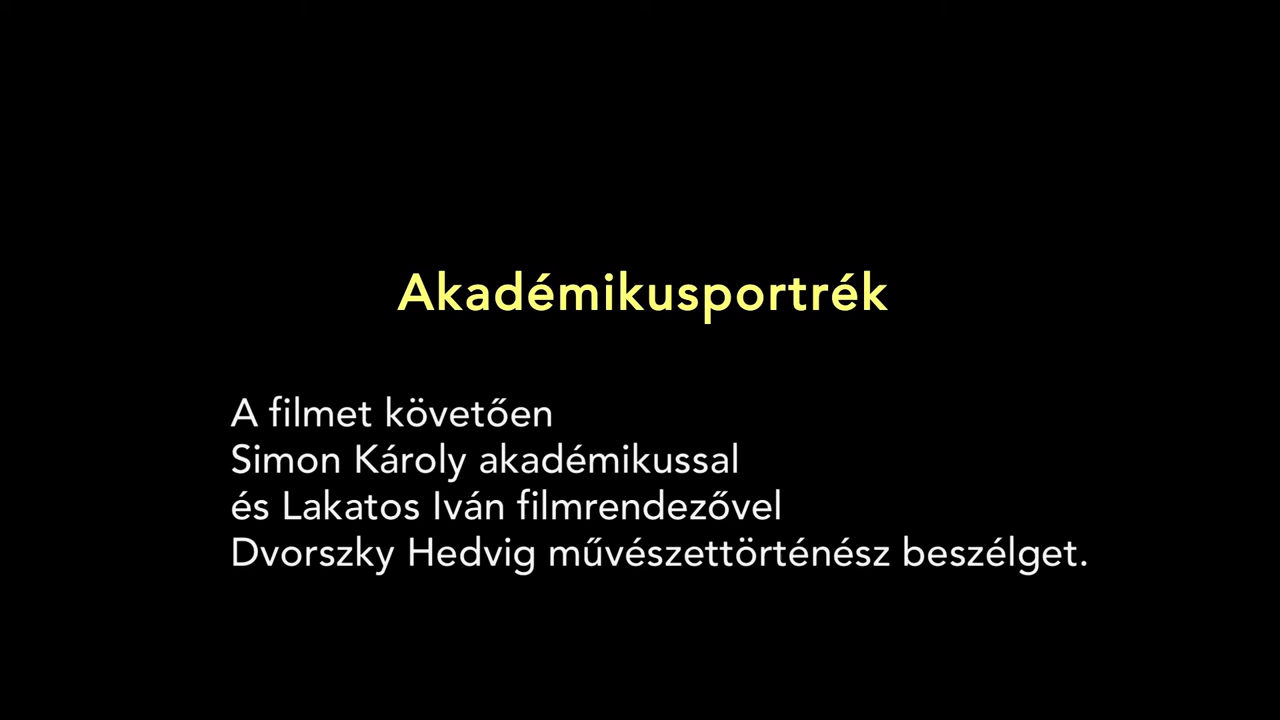 Akadémikusportrék
A filmet követően
Simon Károly akadémikussal
és Lakatos Iván filmrendezővel
Dvorszky Hedvig művészettörténész beszélget.